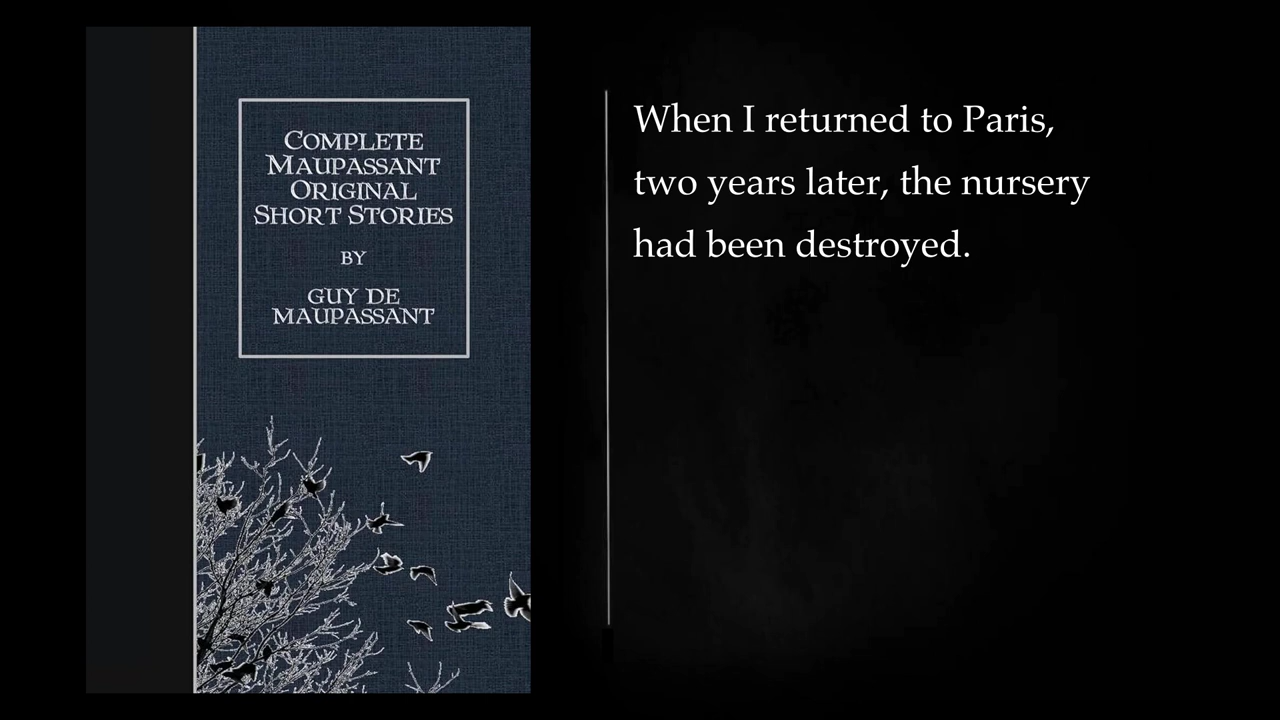 COMPLETE
MAUPASSANT
ORIGINAL
SHORT STORIES
BY
GUY DE
MAUPASSANT
When I returned to Paris,
two years later, the nursery
had been destroyed.